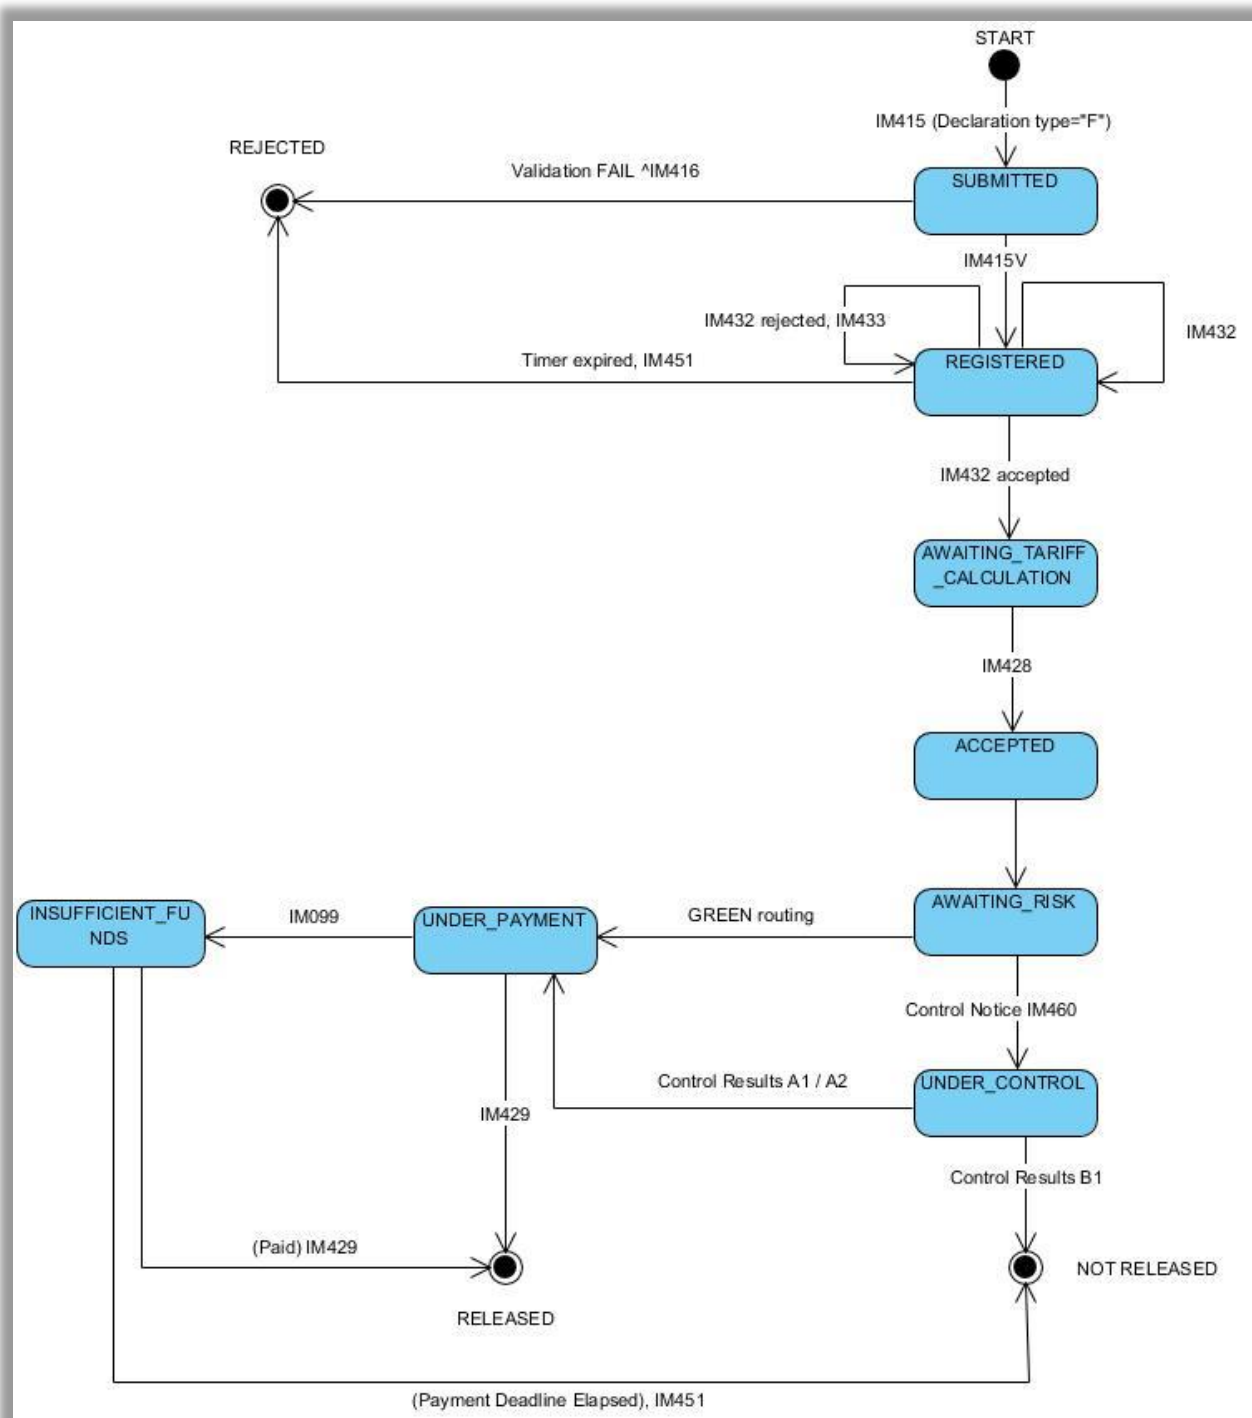 START
IM415 (Declaration type="F")
REJECTED
Validation FAIL ^IM416
SUBMITTED
IM415V
IM432 rejected, IM433
IM432
Timer expired, IM451
REGISTERED
IM432 accepted
AWAITING_TARIFF
_CALCULATION
IM428
ACCEPTED
AWAITING_RISK
GREEN routing
UNDER_PAYMENT
IM099
INSUFFICIENT_FU
NDS
Control Notice IM460
UNDER_CONTROL
Control Results A1 / A2
IM429
Control Results B1
(Paid) IM429
NOT RELEASED
RELEASED
(Payment Deadline Elapsed), IM451